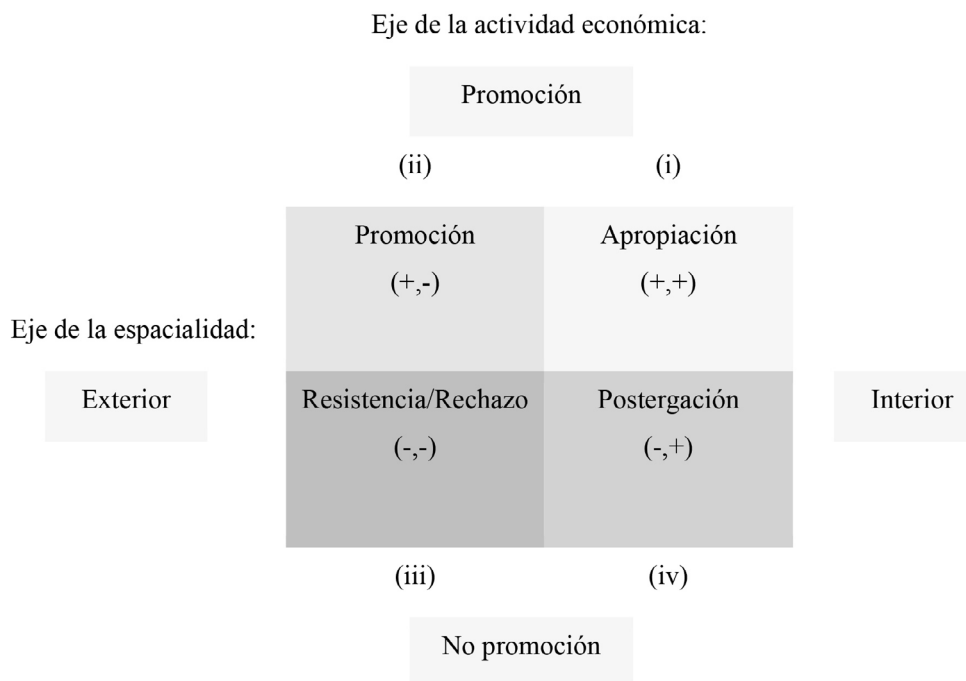 Eje de la actividad económica:
Promoción
(ii) (i)
Promoción Apropiación
(+,-) (+,+)
Eje de la espacialidad:
Exterior Resistencia/Rechazo Postergación Interior
(-,-) (-,+)
(iii) (iv)
No promoción